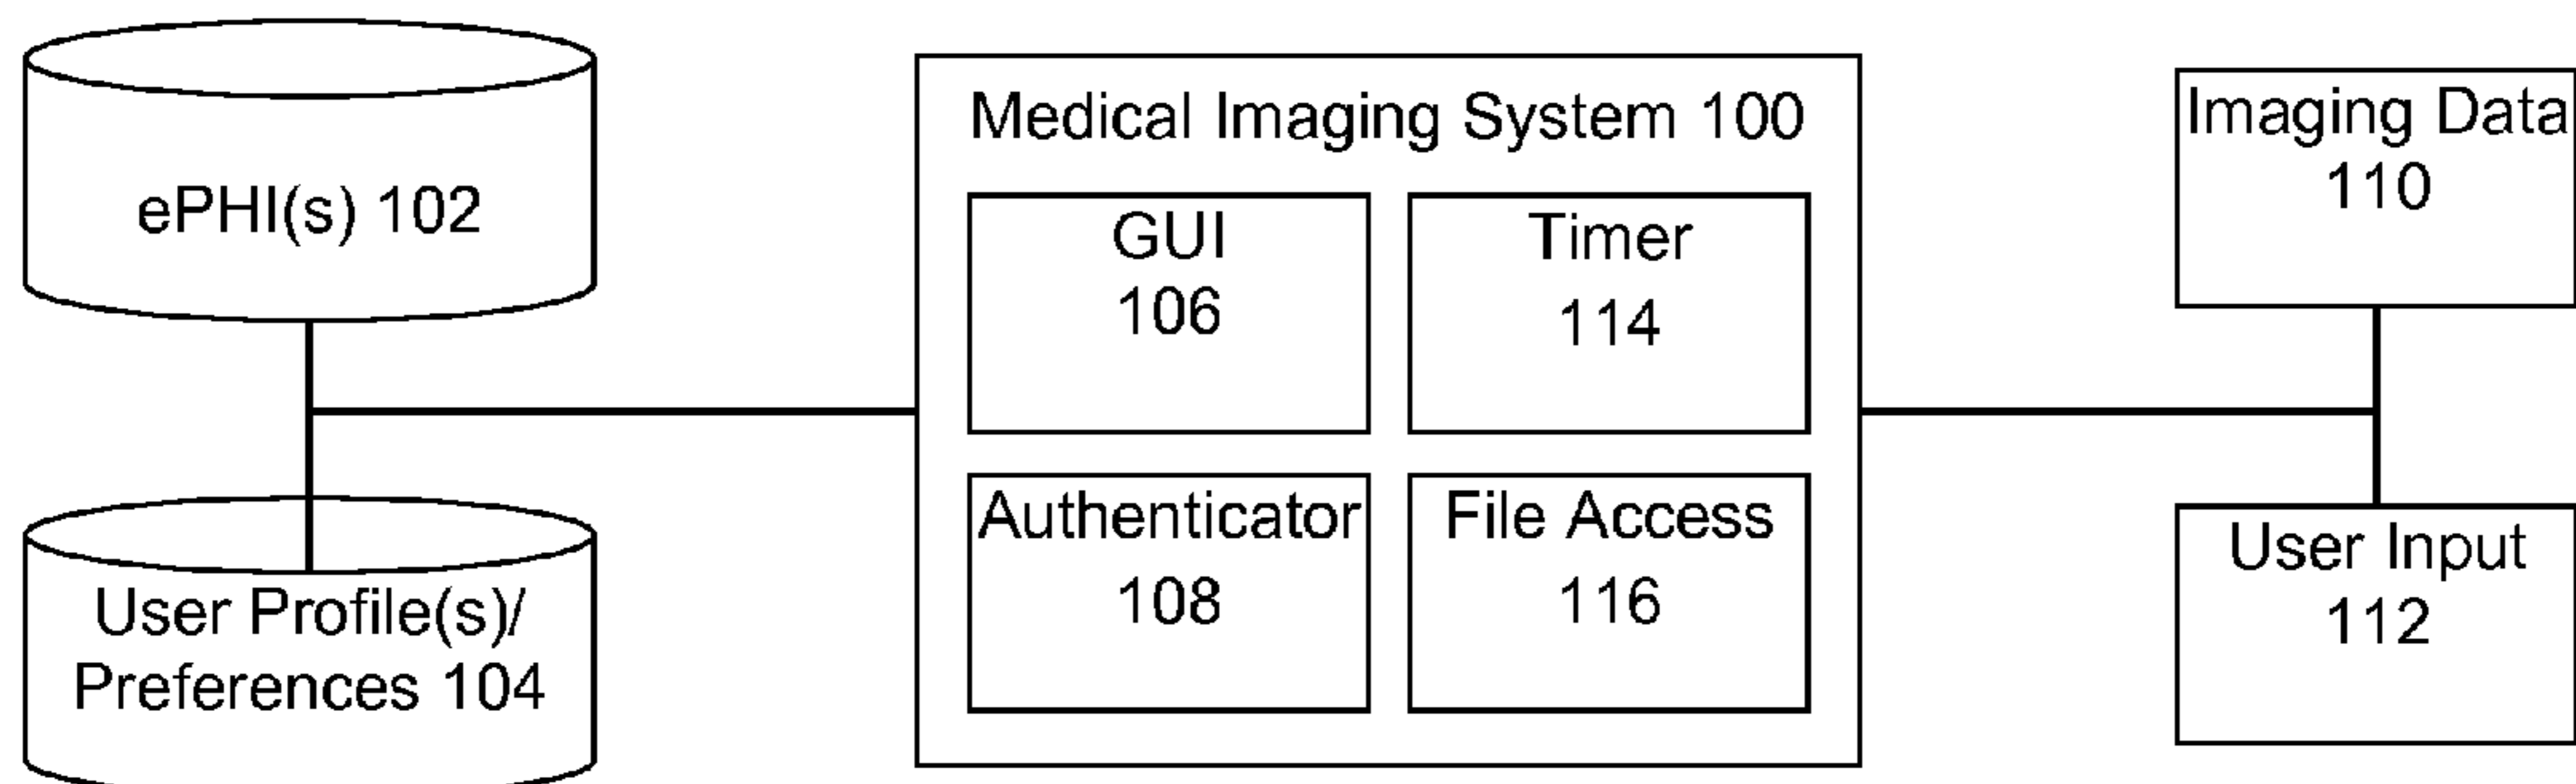 ePHI(s) 102
User Profile(s)/
Preferences 104
Medical Imaging System 100
GUI
106
Timer
114
Authenticator
108
File Access
116
Imaging Data
110
User Input
112